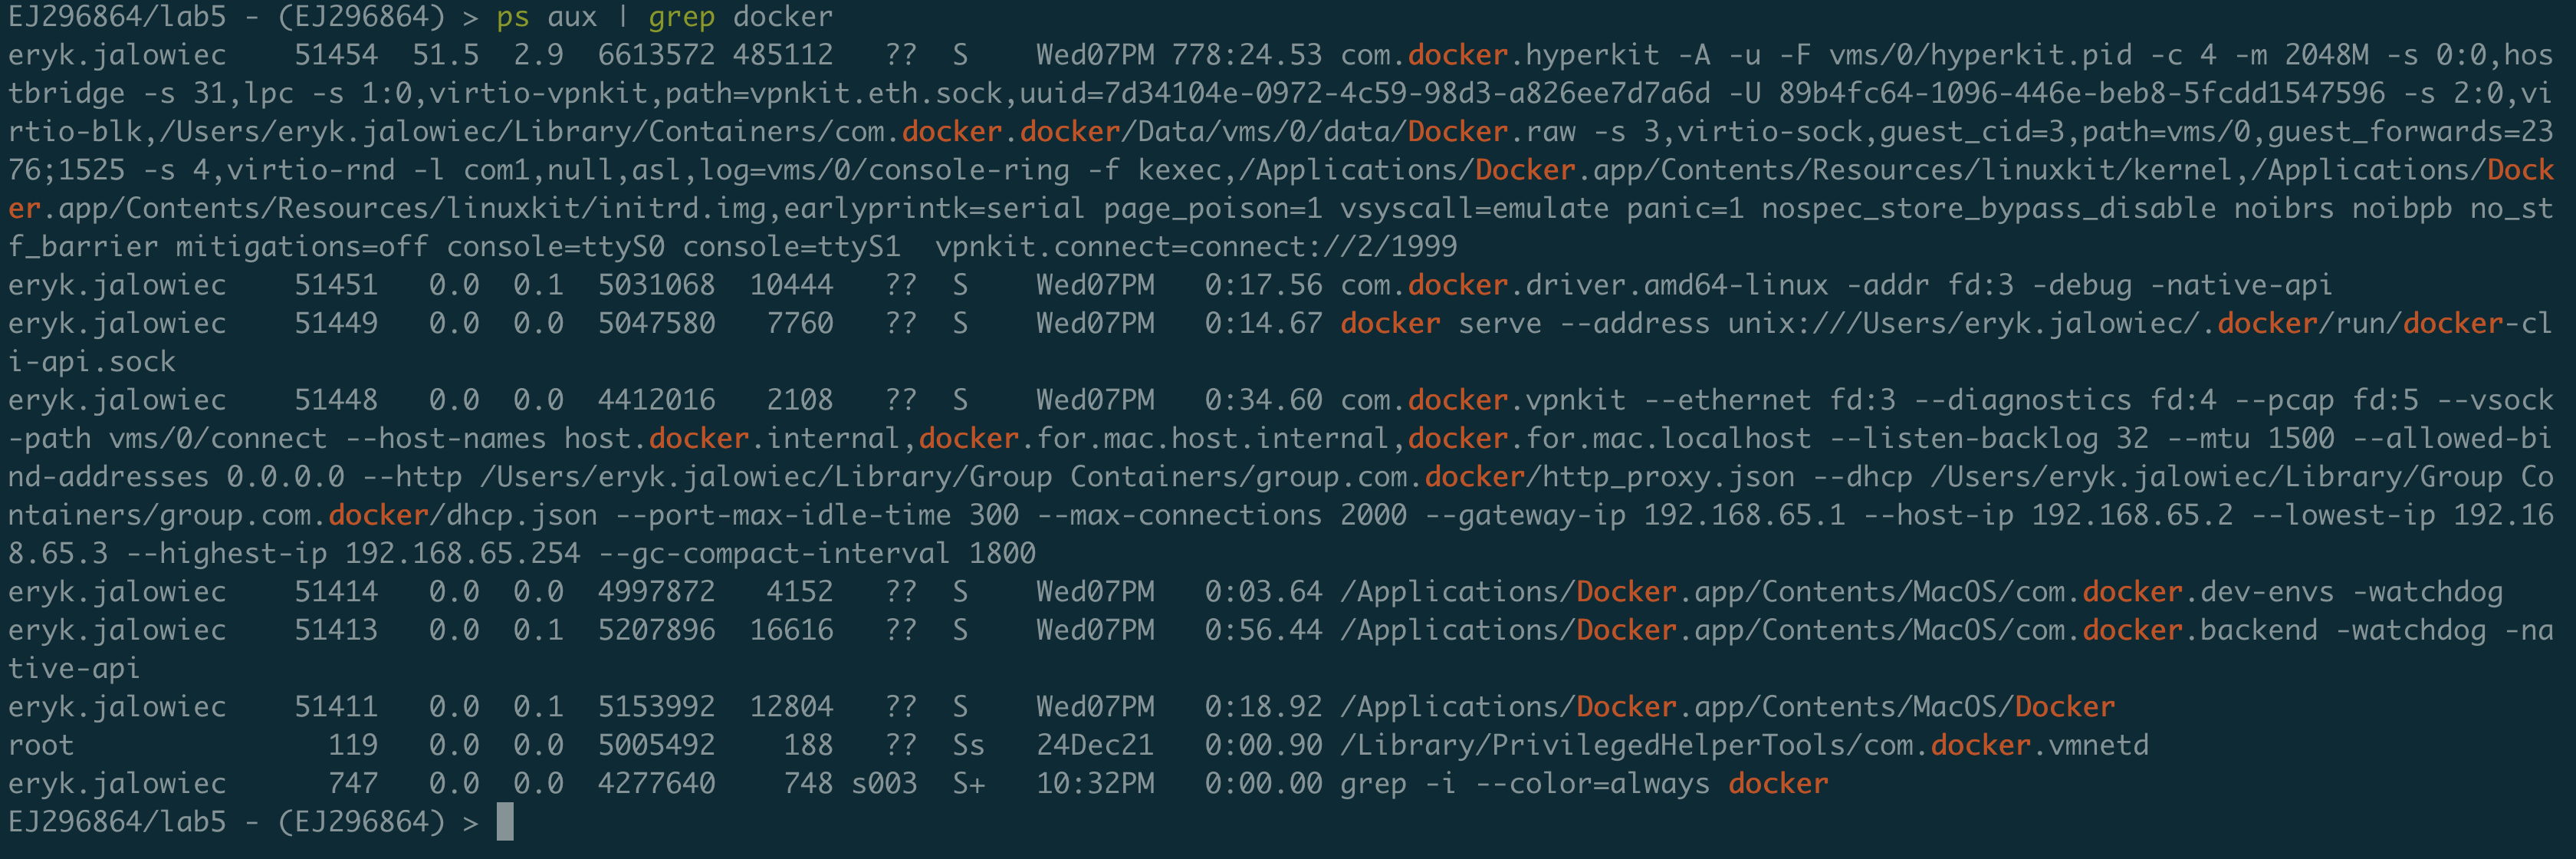 EJ296864/lab5 - (EJ296864) > ps aux | grep docker
eryk.jalowiec    51454  51.5  2.9  6613572 485112   ??  S    Wed07PM 778:24.53 com.docker.hyperkit -A -u -F vms/0/hyperkit.pid -c 4 -m 2048M -s 0:0,hos
tbridge -s 31,lpc -s 1:0,virtio-vpnkit,path=vpnkit.eth.sock,uuid=7d34104e-0972-4c59-98d3-a826ee7d7a6d -U 89b4fc64-1096-446e-beb8-5fcdd1547596 -s 2:0,vi
rtio-blk,/Users/eryk.jalowiec/Library/Containers/com.docker.docker/Data/vms/0/data/Docker.raw -s 3,virtio-sock,guest_cid=3,path=vms/0,guest_forwards=23
76;1525 -s 4,virtio-rnd -l com1,null,asl,log=vms/0/console-ring -f kexec,/Applications/Docker.app/Contents/Resources/linuxkit/kernel,/Applications/Dock
er.app/Contents/Resources/linuxkit/initrd.img,earlyprintk=serial page_poison=1 vsyscall=emulate panic=1 nospec_store_bypass_disable noibrs noibpb no_st
f_barrier mitigations=off console=ttyS0 console=ttyS1  vpnkit.connect=connect://2/1999
eryk.jalowiec    51451   0.0  0.1  5031068  10444   ??  S    Wed07PM   0:17.56 com.docker.driver.amd64-linux -addr fd:3 -debug -native-api
eryk.jalowiec    51449   0.0  0.0  5047580   7760   ??  S    Wed07PM   0:14.67 docker serve --address unix:///Users/eryk.jalowiec/.docker/run/docker-cl
i-api.sock
eryk.jalowiec    51448   0.0  0.0  4412016   2108   ??  S    Wed07PM   0:34.60 com.docker.vpnkit --ethernet fd:3 --diagnostics fd:4 --pcap fd:5 --vsock
-path vms/0/connect --host-names host.docker.internal,docker.for.mac.host.internal,docker.for.mac.localhost --listen-backlog 32 --mtu 1500 --allowed-bi
nd-addresses 0.0.0.0 --http /Users/eryk.jalowiec/Library/Group Containers/group.com.docker/http_proxy.json --dhcp /Users/eryk.jalowiec/Library/Group Co
ntainers/group.com.docker/dhcp.json --port-max-idle-time 300 --max-connections 2000 --gateway-ip 192.168.65.1 --host-ip 192.168.65.2 --lowest-ip 192.16
8.65.3 --highest-ip 192.168.65.254 --gc-compact-interval 1800
eryk.jalowiec    51414   0.0  0.0  4997872   4152   ??  S    Wed07PM   0:03.64 /Applications/Docker.app/Contents/MacOS/com.docker.dev-envs -watchdog
eryk.jalowiec    51413   0.0  0.1  5207896  16616   ??  S    Wed07PM   0:56.44 /Applications/Docker.app/Contents/MacOS/com.docker.backend -watchdog -na
tive-api
eryk.jalowiec    51411   0.0  0.1  5153992  12804   ??  S    Wed07PM   0:18.92 /Applications/Docker.app/Contents/MacOS/Docker
root               119   0.0  0.0  5005492    188   ??  Ss   24Dec21   0:00.90 /Library/PrivilegedHelperTools/com.docker.vmnetd
eryk.jalowiec      747   0.0  0.0  4277640    748 s003  S+   10:32PM   0:00.00 grep -i --color=always docker
EJ296864/lab5 - (EJ296864) >